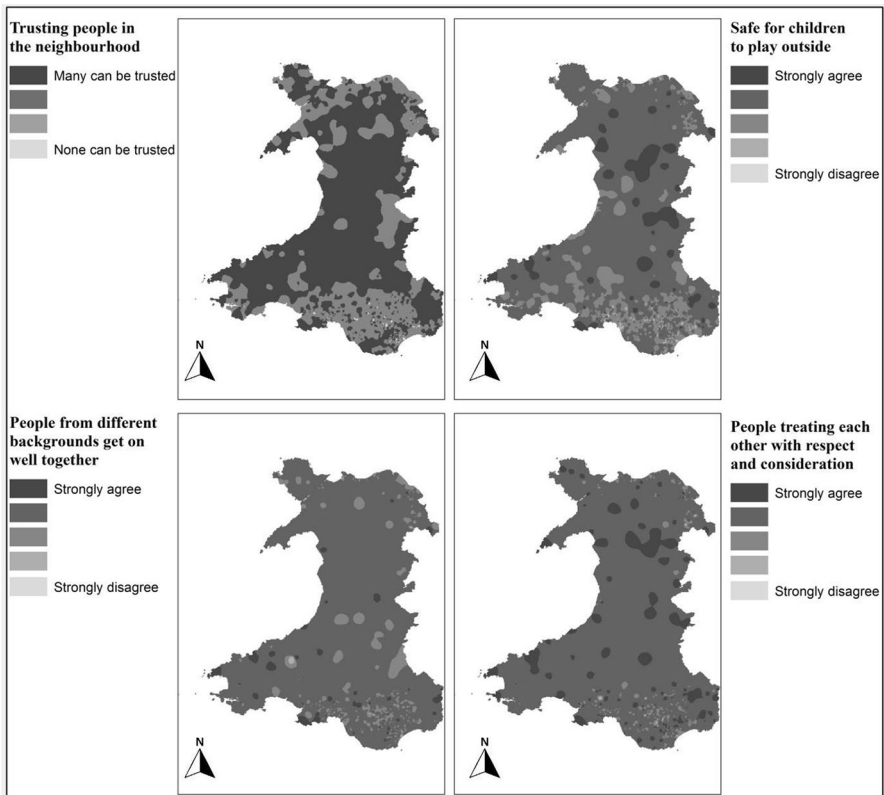 Trusting people in
the neighbourhood
Many can be trusted
None can be trusted
N
Safe for children
to play outside
Strongly agree
Strongly disagree
N
People from different
backgrounds get on
well together
Strongly agree
Strongly disagree
N
People treating each
other with respect
and consideration
Strongly agree
Strongly disagree
N